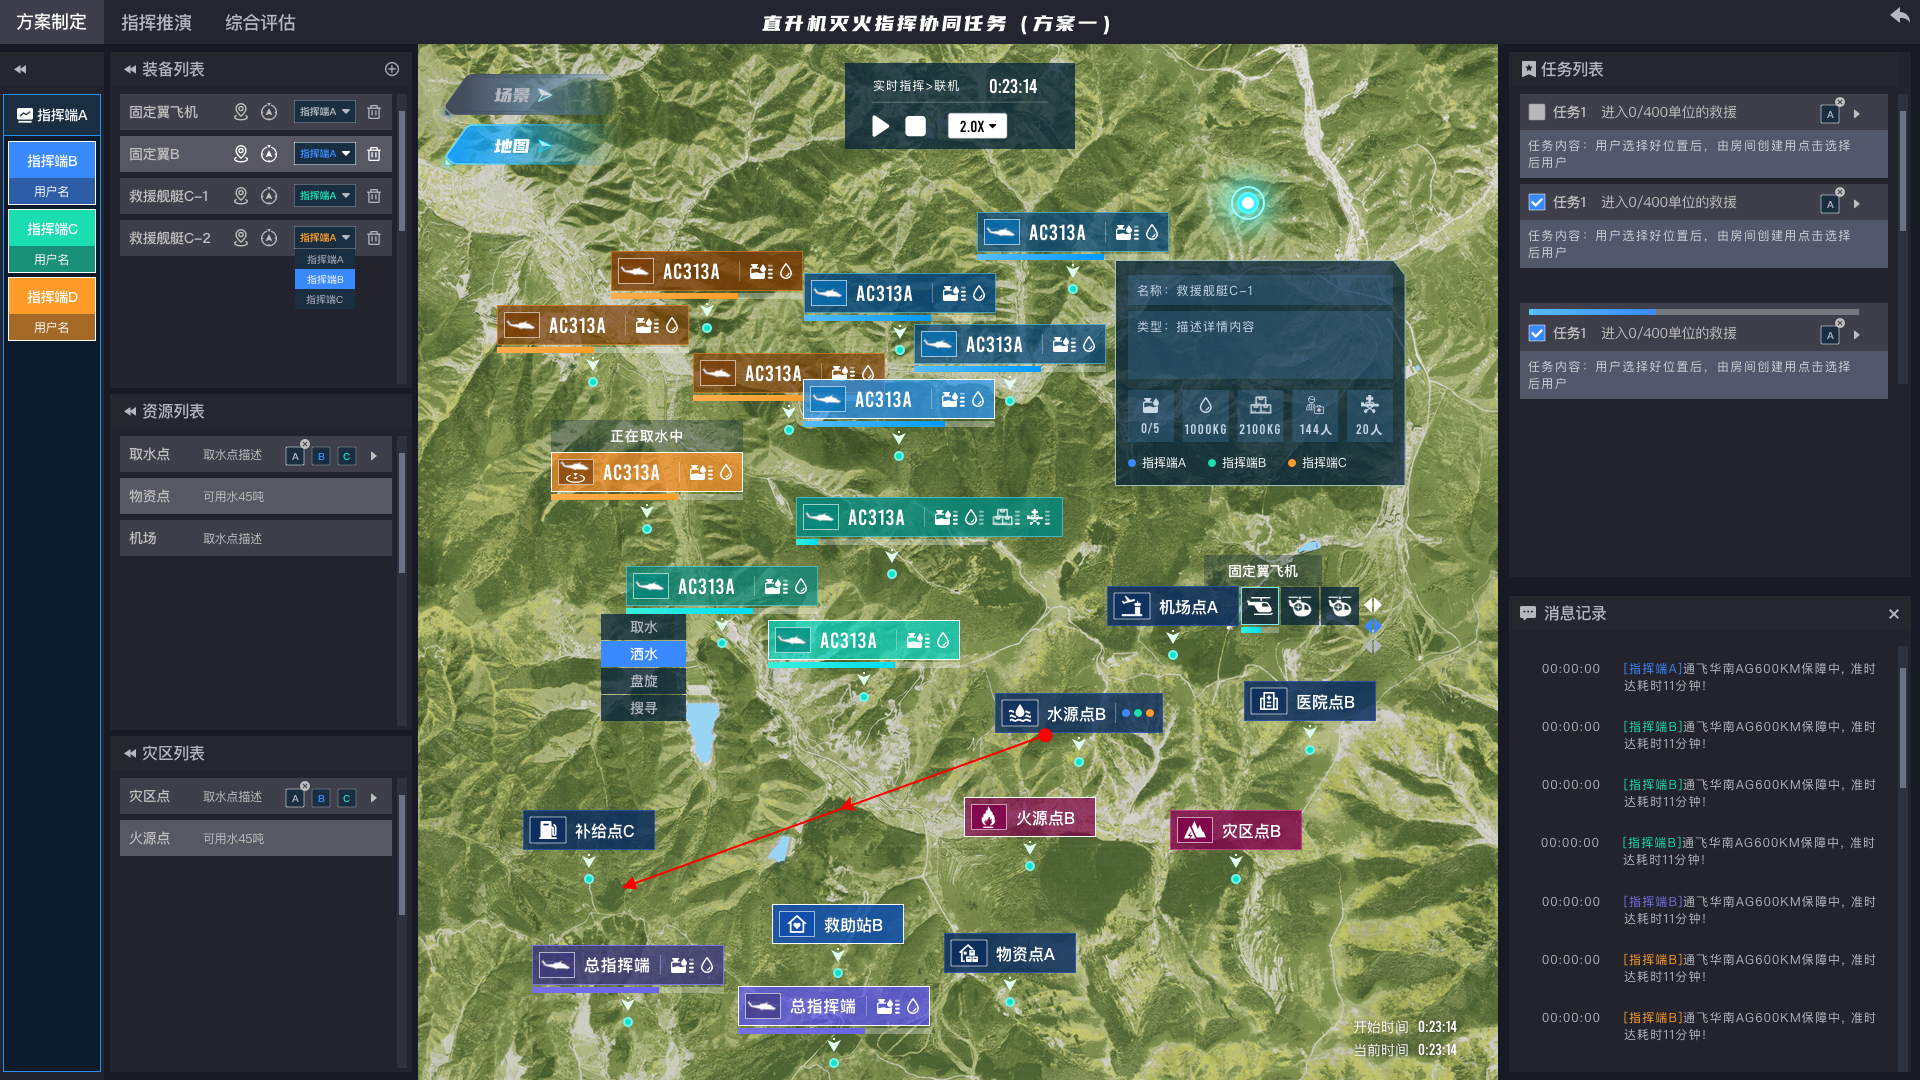 方案制定
指挥推演
综合评估
直升机灭火指挥协同任务（方案一）
指挥端A
指挥端B
用户名
指挥端C
用户名
指挥端D
用户名
装备列表
固定翼飞机 指挥端A
固定翼B 指挥端A
救援舰艇C-1 指挥端A
救援舰艇C-2 指挥端A
指挥端A
指挥端B
指挥端C
资源列表
取水点 取水点描述 A B C
物资点 可用水45吨
机场 取水点描述
灾区列表
灾区点 取水点描述 A B C
火源点 可用水45吨
场景
地图
实时指挥>联机 0:23:14
2.0X
AC313A
AC313A
AC313A
AC313A
AC313A
AC313A
AC313A
正在取水中
AC313A
AC313A
AC313A
AC313A
取水
洒水
盘旋
搜寻
名称：救援舰艇C-1
类型：描述详情内容
0/5 1000KG 2100KG 144人 20人
指挥端A 指挥端B 指挥端C
固定翼飞机
机场点A
医院点B
水源点B
火源点B
灾区点B
补给点C
救助站B
物资点A
总指挥端
总指挥端
开始时间 0:23:14
当前时间 0:23:14
任务列表
任务1 进入0/400单位的救援 A
任务内容：用户选择好位置后，由房间创建用点击选择
后用户
任务1 进入0/400单位的救援 A
任务内容：用户选择好位置后，由房间创建用点击选择
后用户
任务1 进入0/400单位的救援 A
任务内容：用户选择好位置后，由房间创建用点击选择
后用户
消息记录
00:00:00 [指挥端A]通飞华南AG600KM保障中，准时
达耗时11分钟！
00:00:00 [指挥端B]通飞华南AG600KM保障中，准时
达耗时11分钟！
00:00:00 [指挥端B]通飞华南AG600KM保障中，准时
达耗时11分钟！
00:00:00 [指挥端B]通飞华南AG600KM保障中，准时
达耗时11分钟！
00:00:00 [指挥端B]通飞华南AG600KM保障中，准时
达耗时11分钟！
00:00:00 [指挥端B]通飞华南AG600KM保障中，准时
达耗时11分钟！
00:00:00 [指挥端B]通飞华南AG600KM保障中，准时
达耗时11分钟！